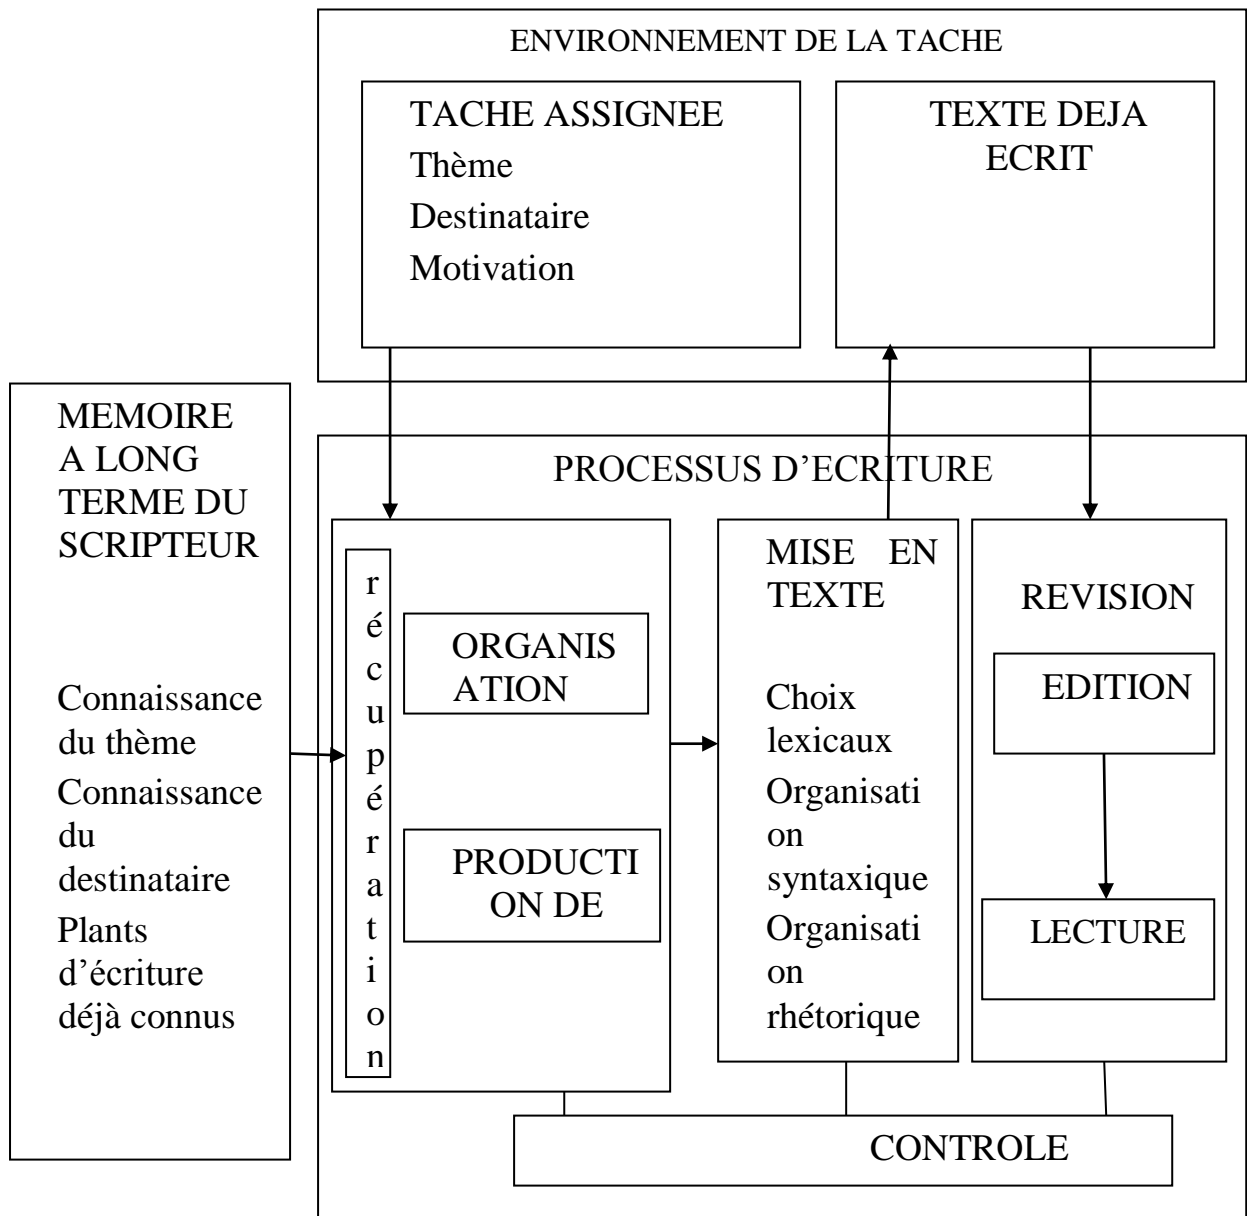 ENVIRONNEMENT DE LA TACHE
TACHE ASSIGNEE
Thème
Destinataire
Motivation
TEXTE DEJA
ECRIT
MEMOIRE
A LONG
TERME DU
SCRIPTEUR
Connaissance
du thème
Connaissance
du
destinataire
Plants
d’écriture
déjà connus
PROCESSUS D’ECRITURE
récupération
ORGANIS
ATION
PRODUCTI
ON DE
MISE EN
TEXTE
Choix
lexicaux
Organisati
on
syntaxique
Organisati
on
rhétorique
REVISION
EDITION
LECTURE
CONTROLE